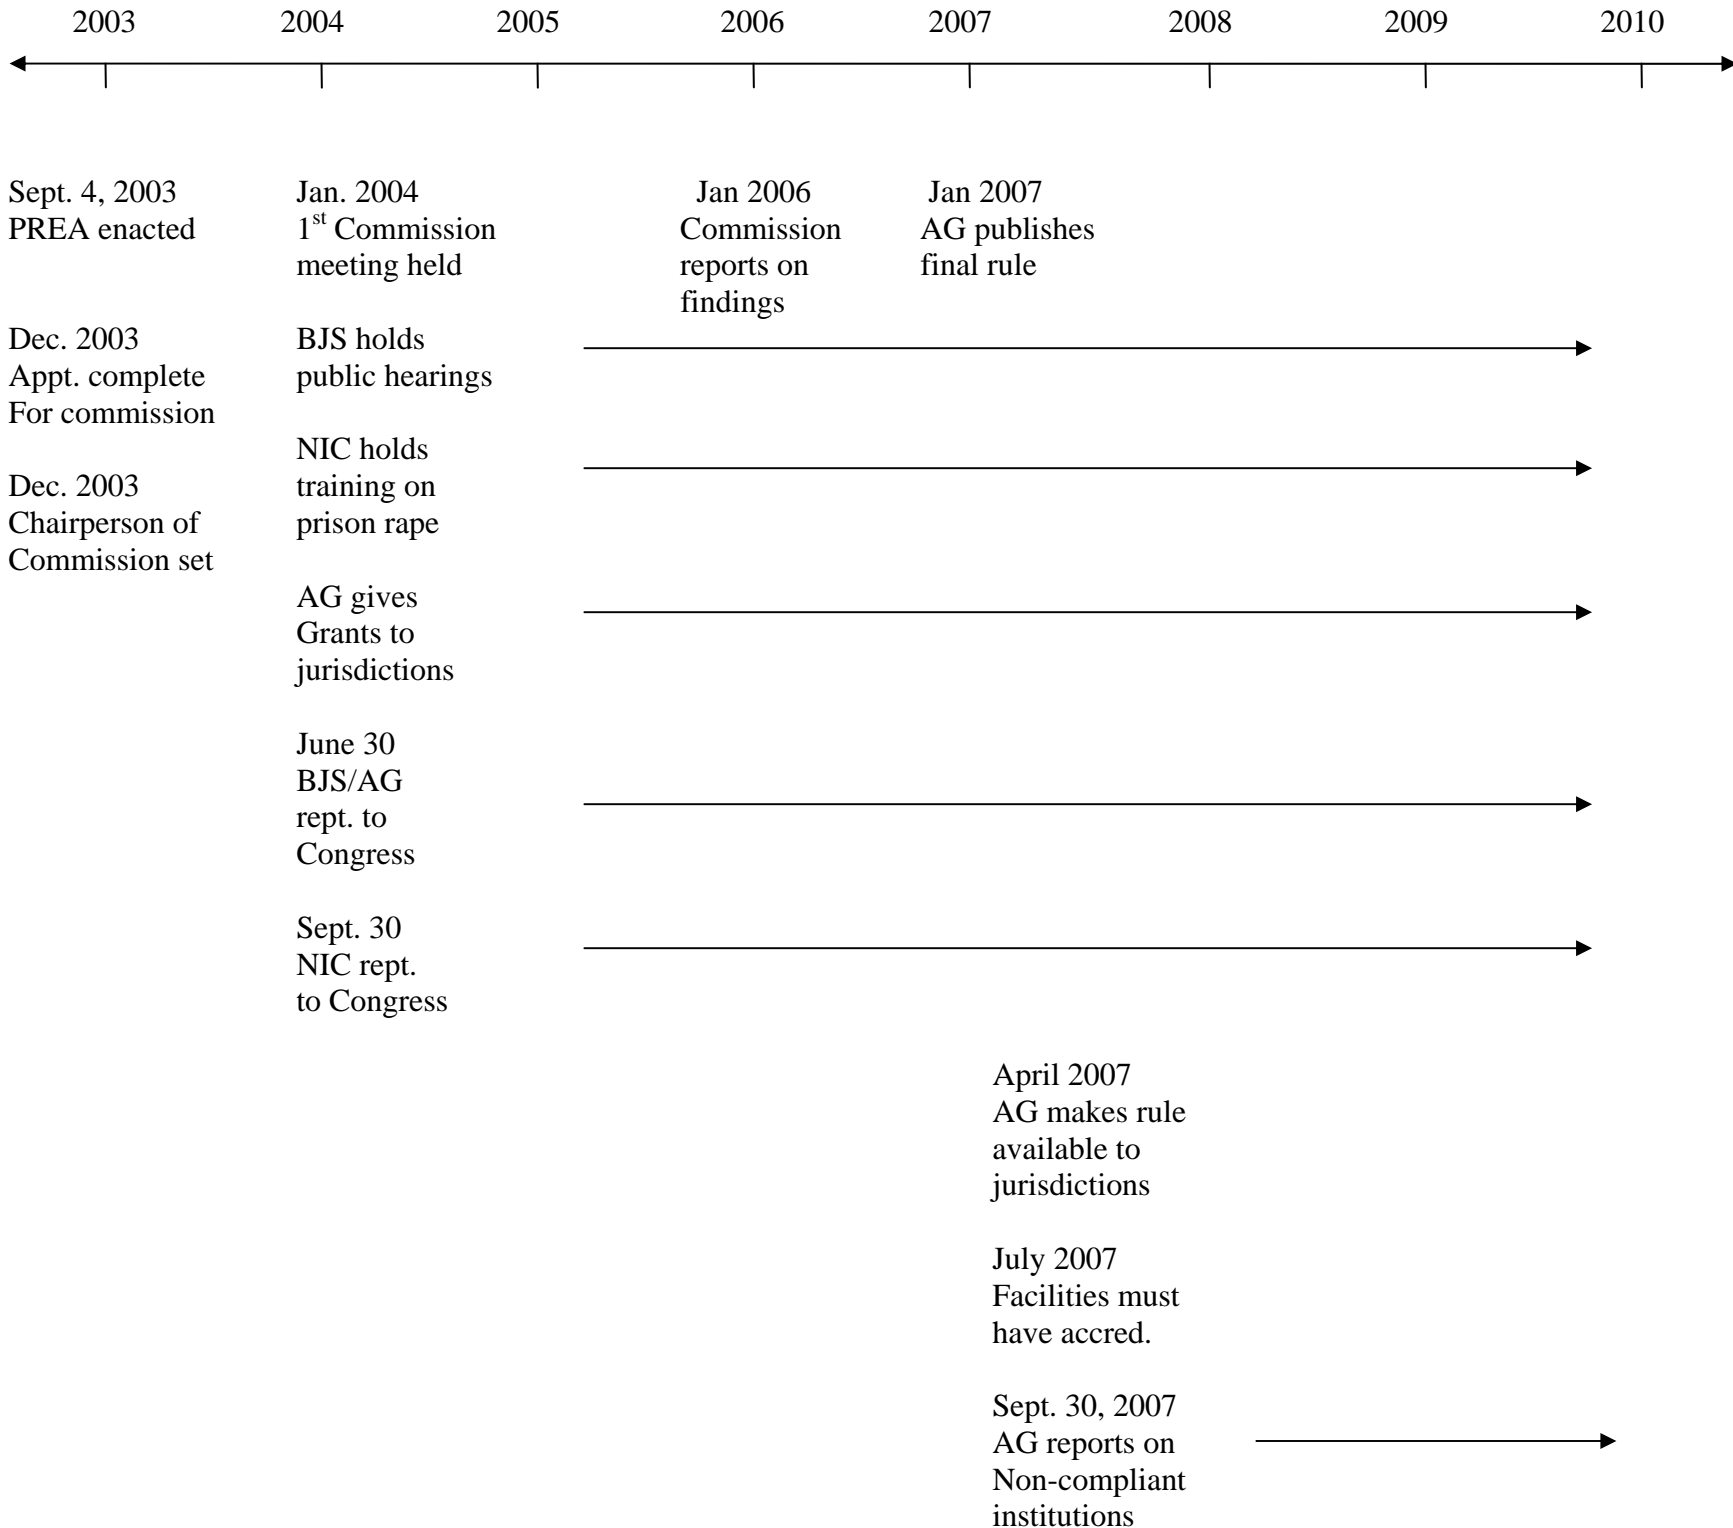 2003 2004 2005 2006 2007 2008 2009 2010
Sept. 4, 2003
PREA enacted
Dec. 2003
Appt. complete
For commission
Dec. 2003
Chairperson of
Commission set
Jan. 2004
1st Commission
meeting held
BJS holds
public hearings
NIC holds
training on
prison rape
AG gives
Grants to
jurisdictions
June 30
BJS/AG
rept. to
Congress
Sept. 30
NIC rept.
to Congress
Jan 2006
Commission
reports on
findings
Jan 2007
AG publishes
final rule
April 2007
AG makes rule
available to
jurisdictions
July 2007
Facilities must
have accred.
Sept. 30, 2007
AG reports on
Non-compliant
institutions